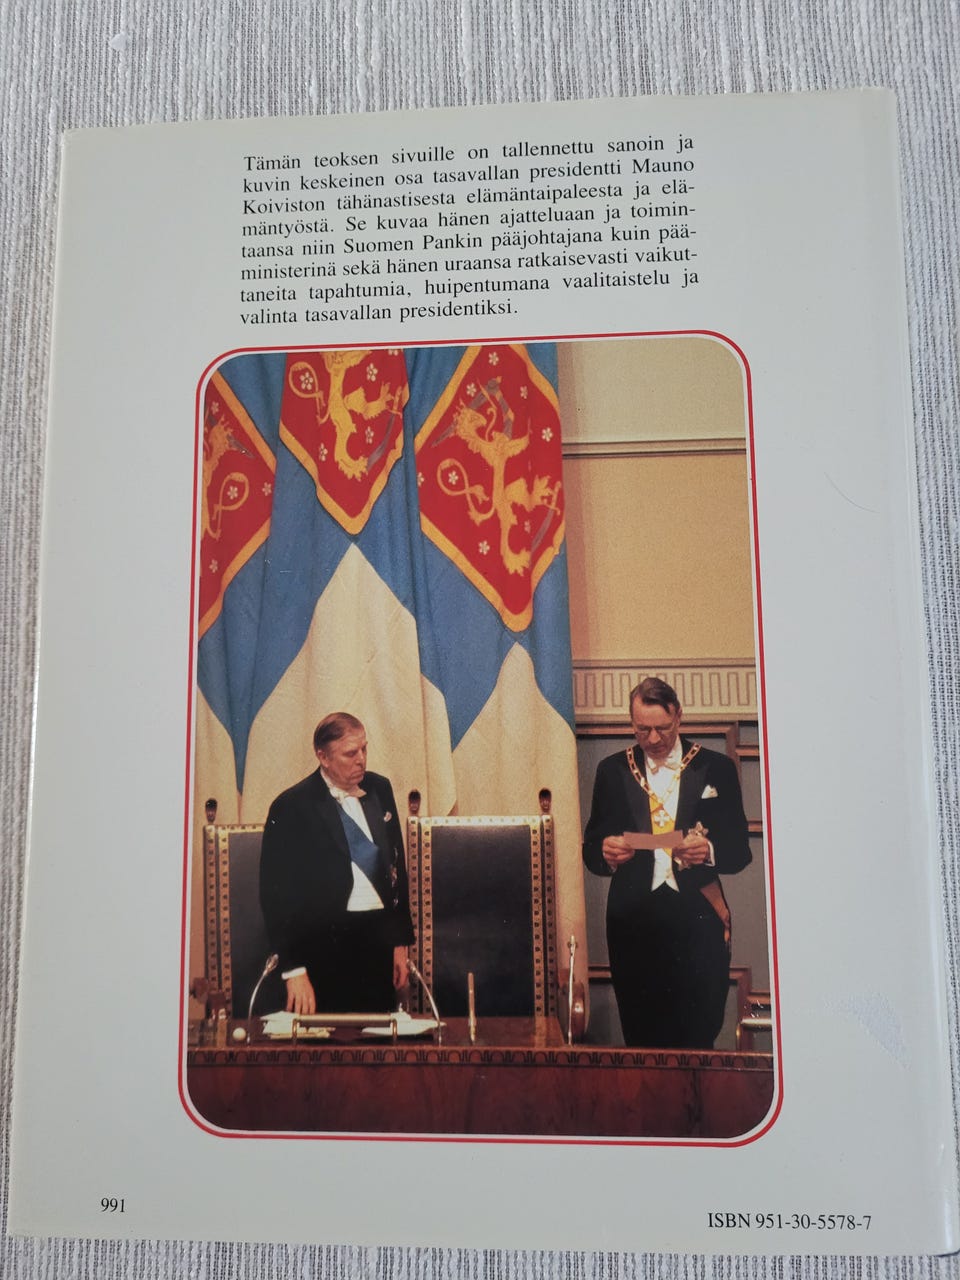 Tämän teoksen sivuille on tallennettu sanoin ja
kuvin keskeinen osa tasavallan presidentti Mauno
Koiviston tähänastisesta elämäntaipaleesta ja elä-
mäntyöstä. Se kuvaa hänen ajatteluaan ja toimin-
taansa niin Suomen Pankin pääjohtajana kuin pää-
ministerinä sekä hänen uraansa ratkaisevasti vaikut-
taneita tapahtumia, huipentumana vaalitaistelu ja
valinta tasavallan presidentiksi.
991
ISBN 951-30-5578-7